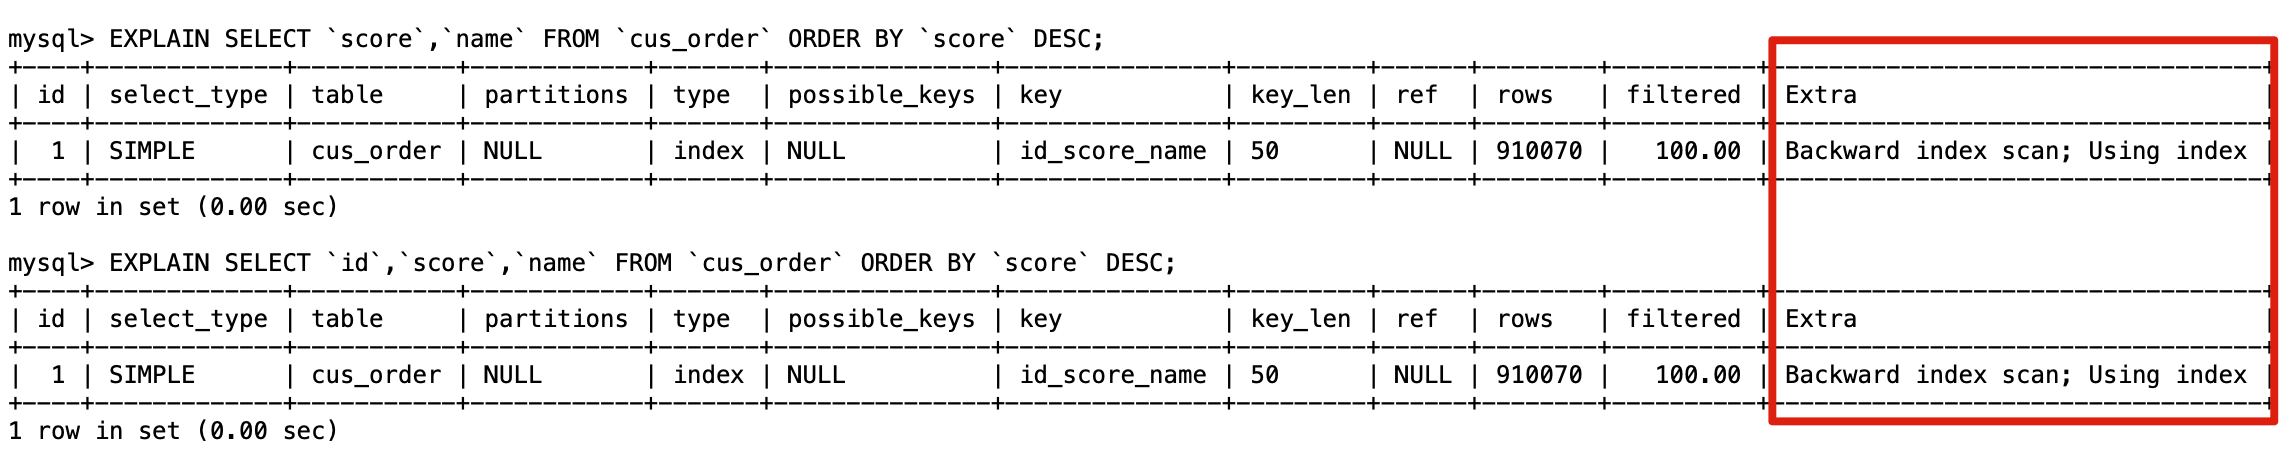 mysql> EXPLAIN SELECT `score`,`name` FROM `cus_order` ORDER BY `score` DESC;
+----+-------------+-----------+------------+-------+---------------+---------------+---------+------+--------+----------+----------------------------------+
| id | select_type | table     | partitions | type  | possible_keys | key           | key_len | ref  | rows   | filtered | Extra                            |
+----+-------------+-----------+------------+-------+---------------+---------------+---------+------+--------+----------+----------------------------------+
|  1 | SIMPLE      | cus_order | NULL       | index | NULL          | id_score_name | 50      | NULL | 910070 |   100.00 | Backward index scan; Using index |
+----+-------------+-----------+------------+-------+---------------+---------------+---------+------+--------+----------+----------------------------------+
1 row in set (0.00 sec)
mysql> EXPLAIN SELECT `id`,`score`,`name` FROM `cus_order` ORDER BY `score` DESC;
+----+-------------+-----------+------------+-------+---------------+---------------+---------+------+--------+----------+----------------------------------+
| id | select_type | table     | partitions | type  | possible_keys | key           | key_len | ref  | rows   | filtered | Extra                            |
+----+-------------+-----------+------------+-------+---------------+---------------+---------+------+--------+----------+----------------------------------+
|  1 | SIMPLE      | cus_order | NULL       | index | NULL          | id_score_name | 50      | NULL | 910070 |   100.00 | Backward index scan; Using index |
+----+-------------+-----------+------------+-------+---------------+---------------+---------+------+--------+----------+----------------------------------+
1 row in set (0.00 sec)